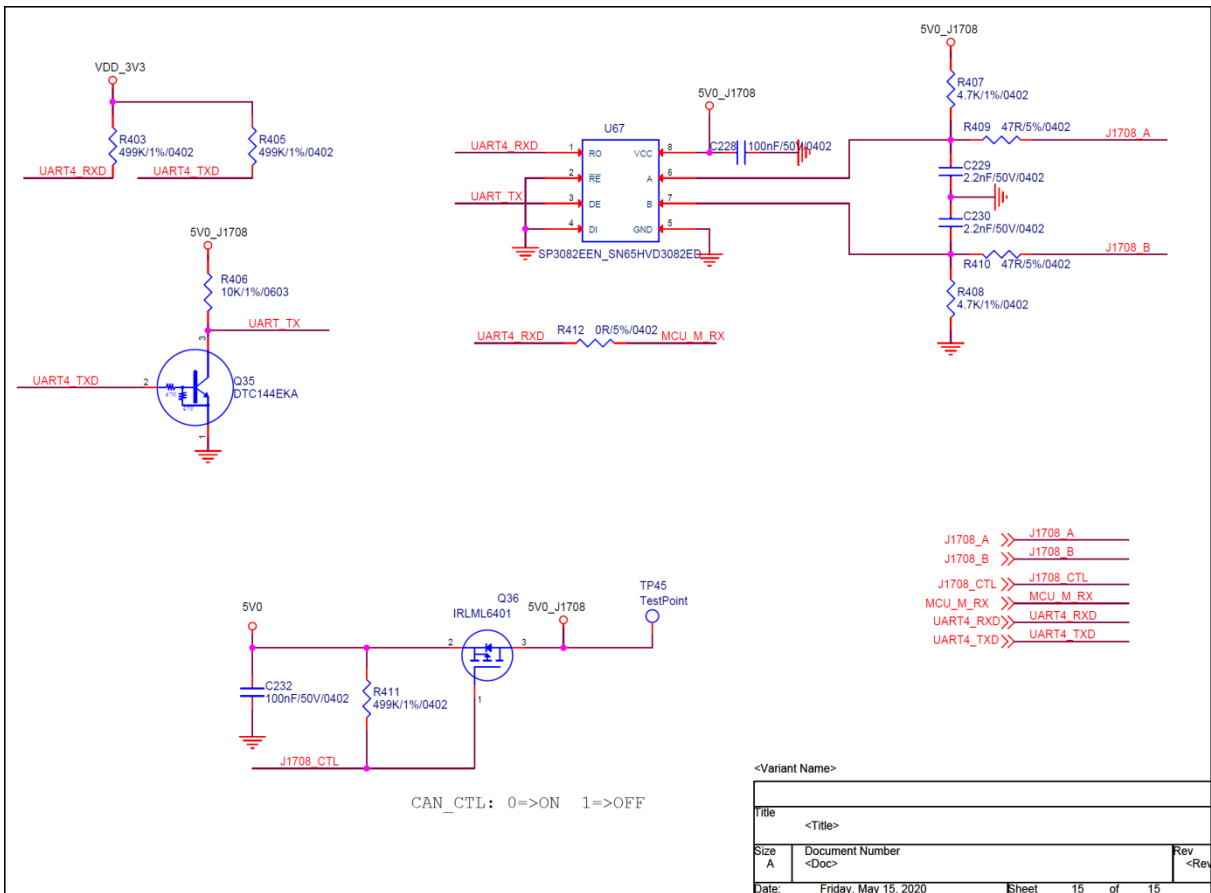 VDD_3V3
R403
499K/1%/0402
R405
499K/1%/0402
UART4_RXD
UART4_TXD
5V0_J1708
R406
10K/1%/0603
UART_TX
3
UART4_TXD
2
Q35
DTC144EKA
1
5V0_J1708
U67
C228 100nF/50V/0402
UART4_RXD
1 RO VCC 8
2 RE A 6
UART_TX
3 DE B 7
4 DI GND 5
SP3082EEN_SN65HVD3082ED
UART4_RXD
R412 0R/5%/0402
MCU_M_RX
5V0_J1708
R407
4.7K/1%/0402
R409 47R/5%/0402
J1708_A
C229
2.2nF/50V/0402
C230
2.2nF/50V/0402
J1708_B
R410 47R/5%/0402
R408
4.7K/1%/0402
5V0
C232
100nF/50V/0402
R411
499K/1%/0402
Q36
IRLML6401
2
3
1
5V0_J1708
TP45
TestPoint
J1708_CTL
CAN_CTL: 0=>ON 1=>OFF
J1708_A J1708_A
J1708_B J1708_B
J1708_CTL J1708_CTL
MCU_M_RX MCU_M_RX
UART4_RXD UART4_RXD
UART4_TXD UART4_TXD
<Variant Name>
Title
<Title>
Size
A
Document Number
<Doc>
Rev
<Rev
Date: Friday, May 15, 2020
Sheet 15 of 15